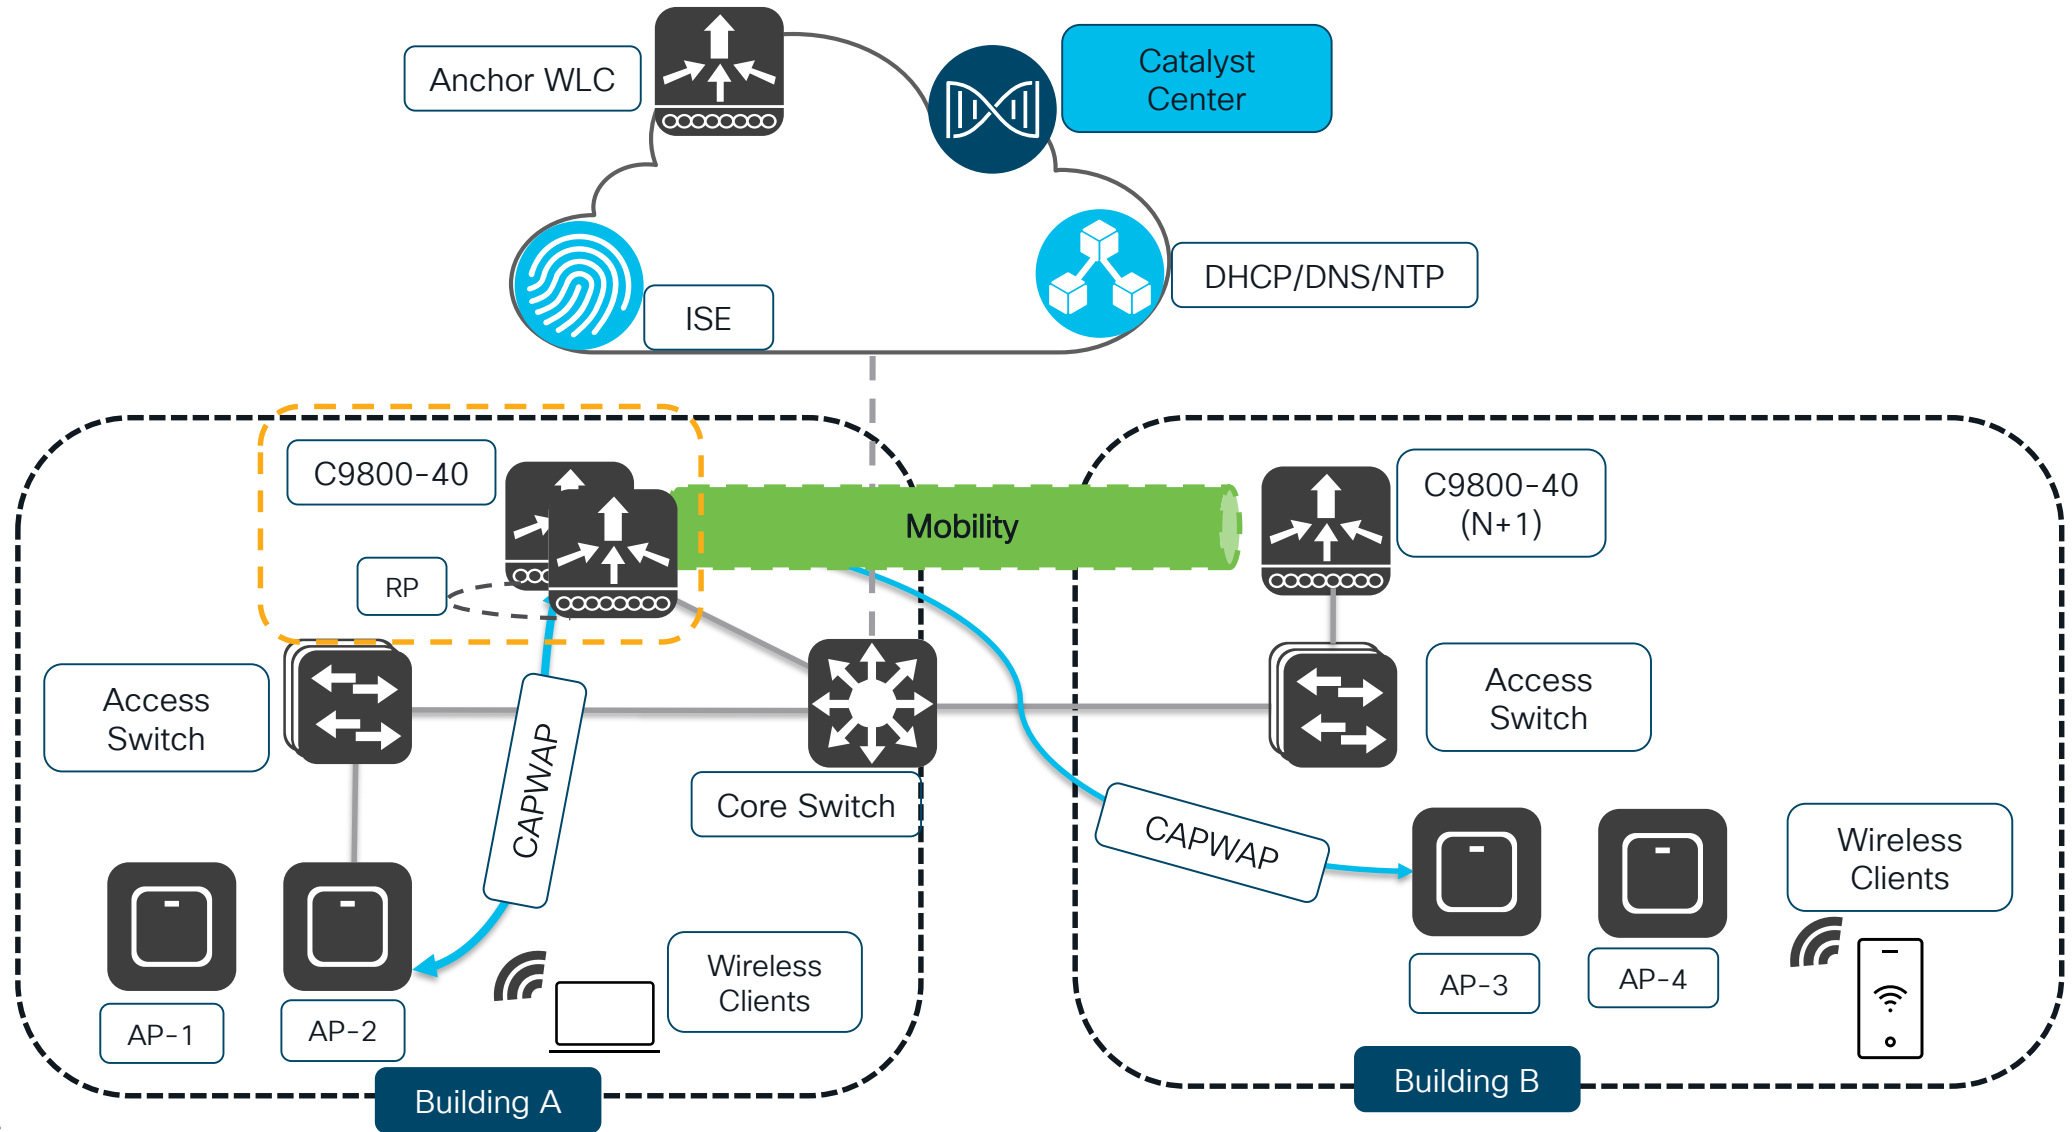 Anchor WLC
Catalyst
Center
ISE
DHCP/DNS/NTP
C9800-40
RP
Mobility
C9800-40
(N+1)
Access
Switch
CAPWAP
Core Switch
Access
Switch
CAPWAP
AP-1
AP-2
Wireless
Clients
AP-3
AP-4
Wireless
Clients
Building A
Building B